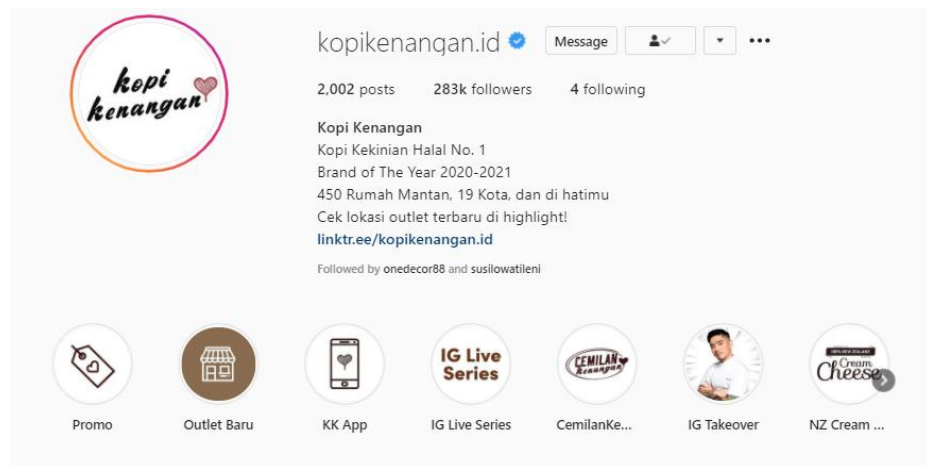 kopi
kenangan
kopikenangan.id Message
2,002 posts 283k followers 4 following
Kopi Kenangan
Kopi Kekinian Halal No. 1
Brand of The Year 2020-2021
450 Rumah Mantan, 19 Kota, dan di hatimu
Cek lokasi outlet terbaru di highlight!
linktr.ee/kopikenangan.id
Followed by onedecor88 and susilowatileni
IG Live
Series
CEMILAN
Kenangan
100% NEW ZEALAND
Cream
Cheese
Promo Outlet Baru KK App IG Live Series CemilanKe... IG Takeover NZ Cream ...